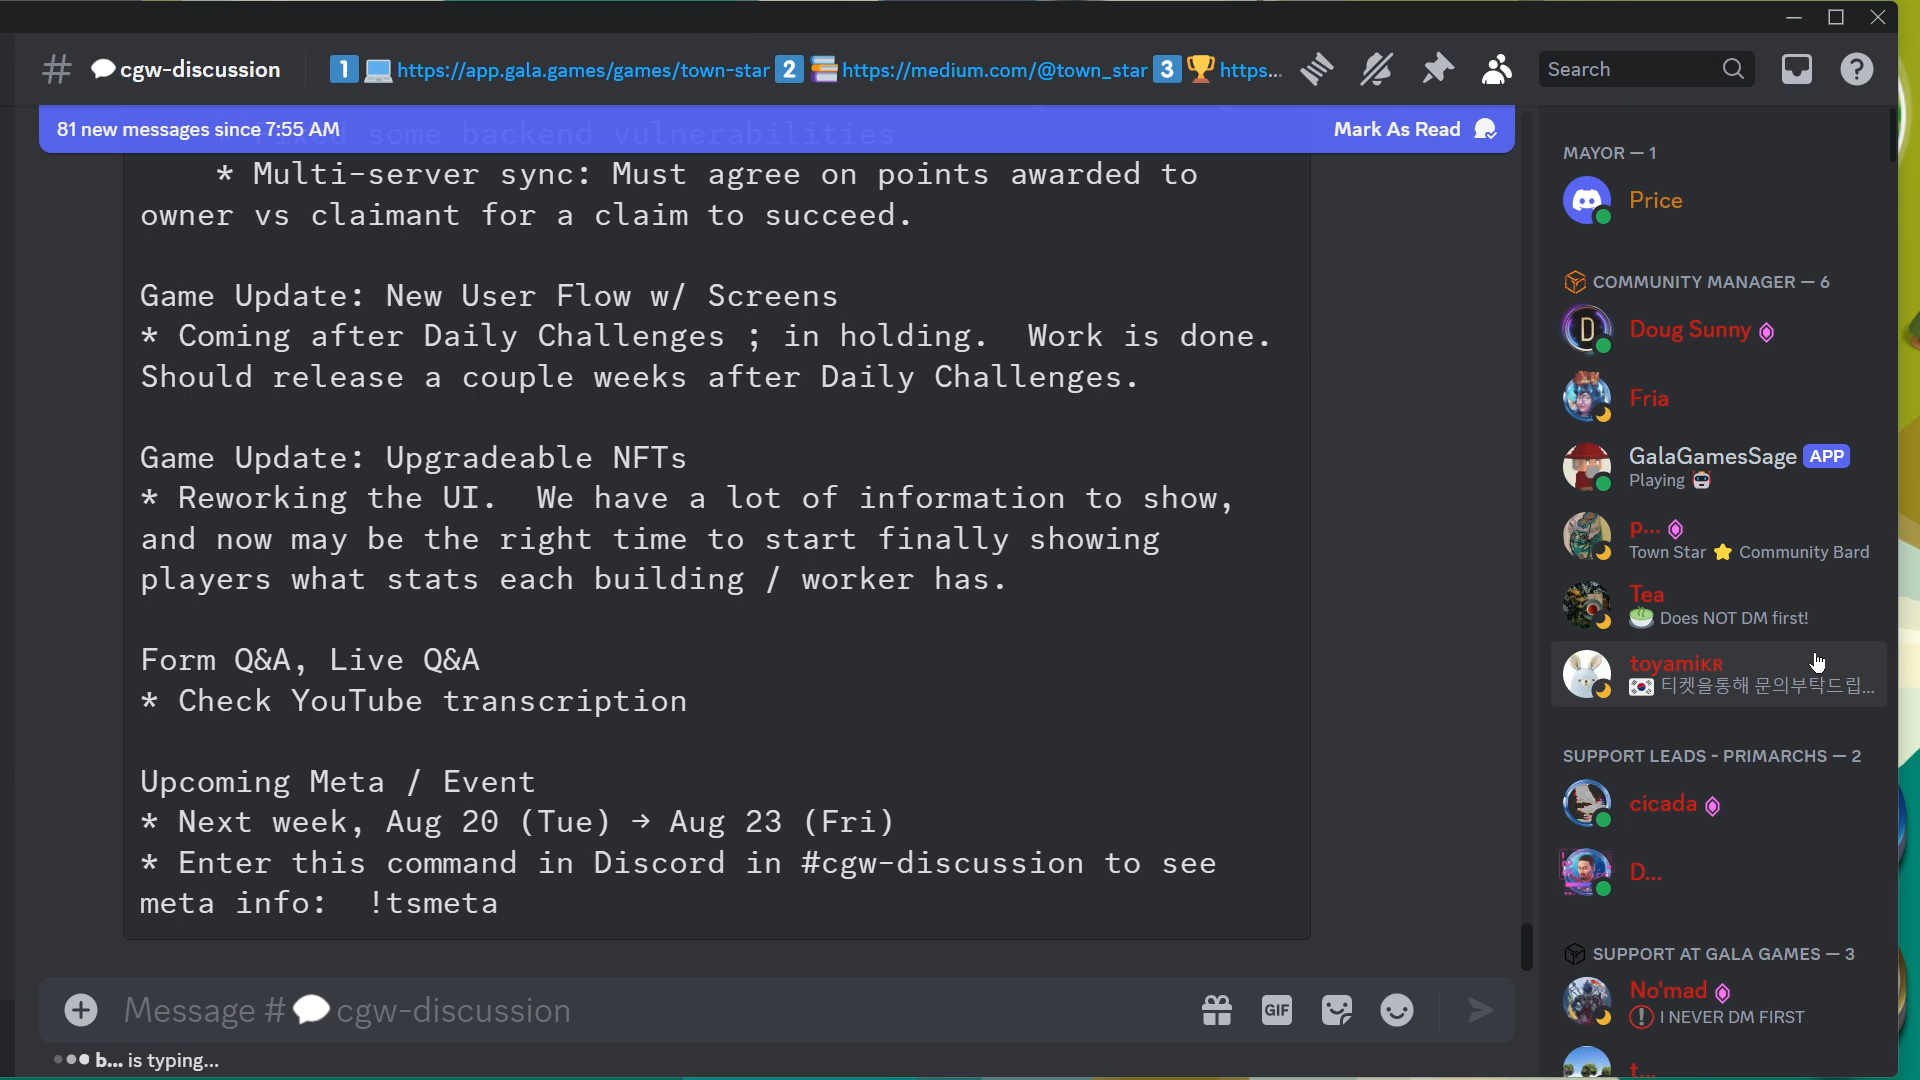 cgw-discussion
1 https://app.gala.games/games/town-star 2 https://medium.com/@town_star 3 https...
Search
81 new messages since 7:55 AM
Mark As Read
Fixed some backend vulnerabilities
* Multi-server sync: Must agree on points awarded to
owner vs claimant for a claim to succeed.
Game Update: New User Flow w/ Screens
* Coming after Daily Challenges ; in holding.  Work is done.
Should release a couple weeks after Daily Challenges.
Game Update: Upgradeable NFTs
* Reworking the UI.  We have a lot of information to show,
and now may be the right time to start finally showing
players what stats each building / worker has.
Form Q&A, Live Q&A
* Check YouTube transcription
Upcoming Meta / Event
* Next week, Aug 20 (Tue) → Aug 23 (Fri)
* Enter this command in Discord in #cgw-discussion to see
meta info:  !tsmeta
Message # cgw-discussion
GIF
b... is typing...
MAYOR — 1
Price
COMMUNITY MANAGER — 6
D
Doug Sunny
Fria
GalaGamesSage APP
Playing
p...
Town Star ⭐ Community Bard
Tea
Does NOT DM first!
toyamiKR
🇰🇷 티켓을통해 문의부탁드립...
SUPPORT LEADS - PRIMARCHS — 2
cicada
D...
SUPPORT AT GALA GAMES — 3
No'mad
I NEVER DM FIRST
t...